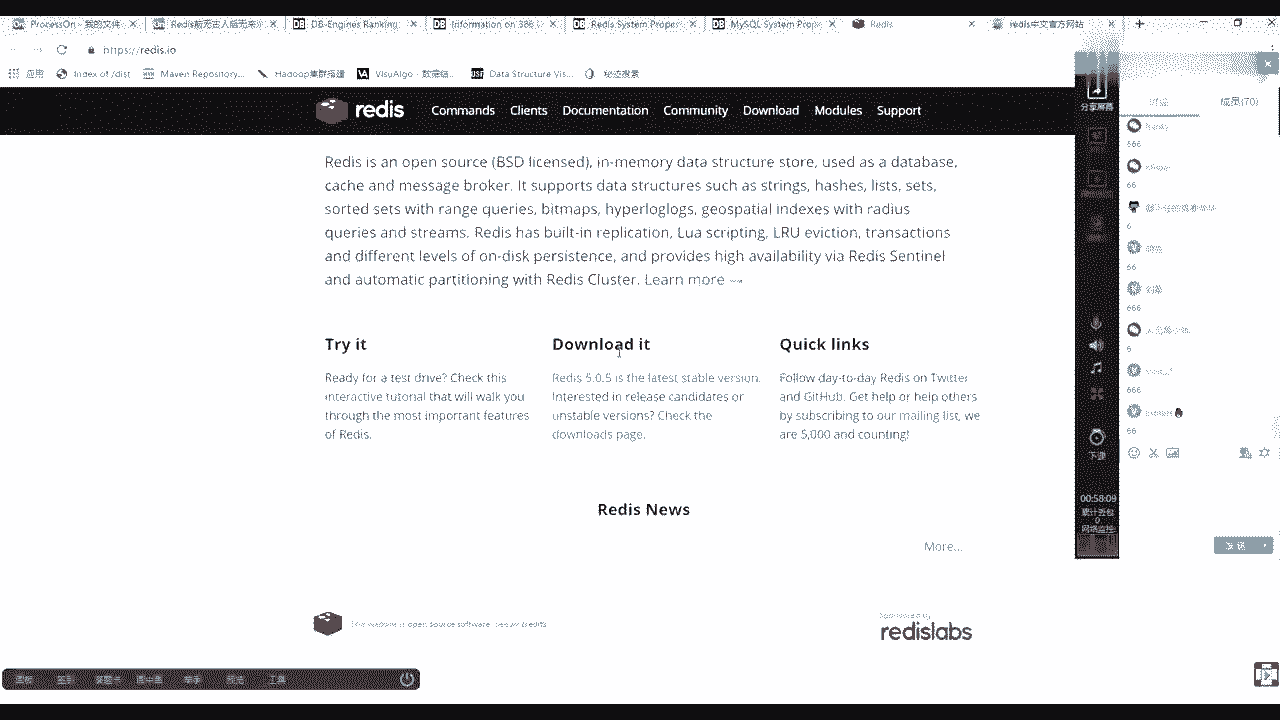 ProcessOn - 我的文件
DB-Engines Ranking
Information on 386
Redis System Proper
MySQL System Prop
Redis
redis中文官方网站
https://redis.io
应用
Index of /dist
Maven Repository...
Hadoop集群搭建
VisuAlgo - 数据结...
Data Structure Vis...
redis
Commands
Clients
Documentation
Community
Download
Modules
Support
Redis is an open source (BSD licensed), in-memory data structure store, used as a database,
cache and message broker. It supports data structures such as strings, hashes, lists, sets,
sorted sets with range queries, bitmaps, hyperloglogs, geospatial indexes with radius
queries and streams. Redis has built-in replication, Lua scripting, LRU eviction, transactions
and different levels of on-disk persistence, and provides high availability via Redis Sentinel
and automatic partitioning with Redis Cluster. Learn more →
Try it
Ready for a test drive? Check this
interactive tutorial that will walk you
through the most important features
of Redis.
Download it
Redis 5.0.5 is the latest stable version.
Interested in release candidates or
unstable versions? Check the
downloads page.
Quick links
Follow day-to-day Redis on Twitter
and GitHub. Get help or help others
by subscribing to our mailing list, we
are 5,000 and counting!
Redis News
More...
This website is open source software. See all credits.
Sponsored by
redislabs
分享屏幕
下课
00:58:09
累计丢包
0
网络监控
讨论
成员(70)
666
66
6
66
666
6
666
66
发送
工具